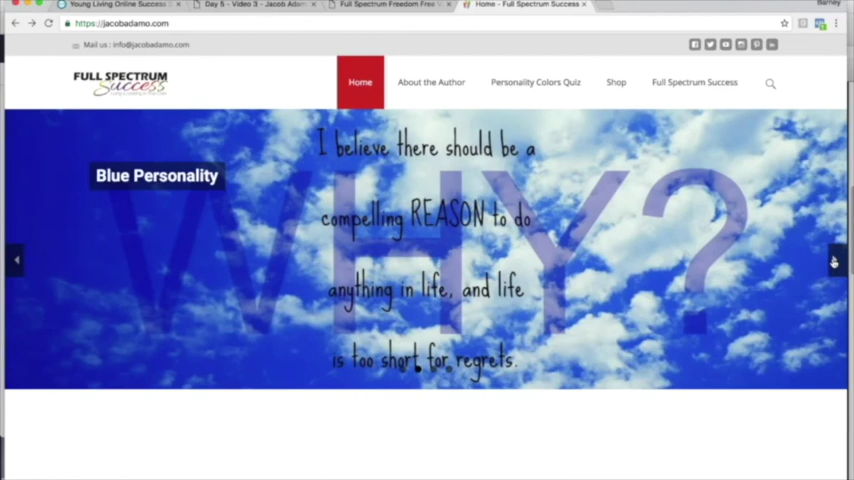 Young Living Online Success
Day 5 - Video 3 - Jacob Adam
Full Spectrum Freedom Free V
Home - Full Spectrum Success
Barney
https://jacobadamo.com
Mail us : info@jacobadamo.com
FULL SPECTRUM
Success
Home
About the Author
Personality Colors Quiz
Shop
Full Spectrum Success
WHY?
Blue Personality
I believe there should be a
compelling REASON to do
anything in life, and life
is too short for regrets.